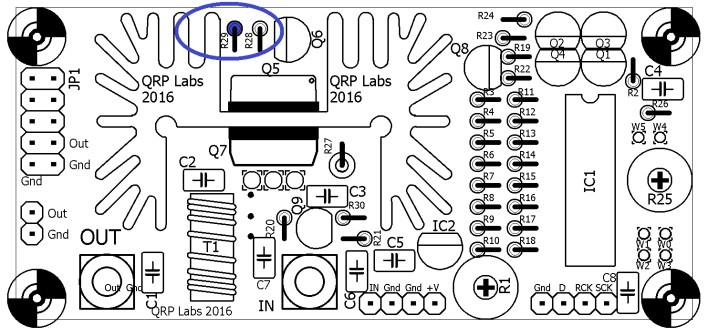 R24
R23
R29
R28
Q6
Q8
R19
Q2
Q3
Q4
Q1
JP1
QRP Labs
2016
Q5
QRP Labs
2016
R22
R2
C4
R3
R11
R26
R4
R12
W5
W4
Out
R5
R13
Gnd
Q7
R27
R6
R14
IC1
Gnd
C2
R7
R15
R25
C3
R8
R16
Out
Q9
R30
R20
R9
R17
IC2
Gnd
OUT
T1
R21
R10
R18
W1
W0
C7
C5
W2
W3
C8
R1
Out
Gnd
C1
QRP Labs 2016
IN
C6
IN
Gnd
Gnd
+V
Gnd
D
RCK
SCK